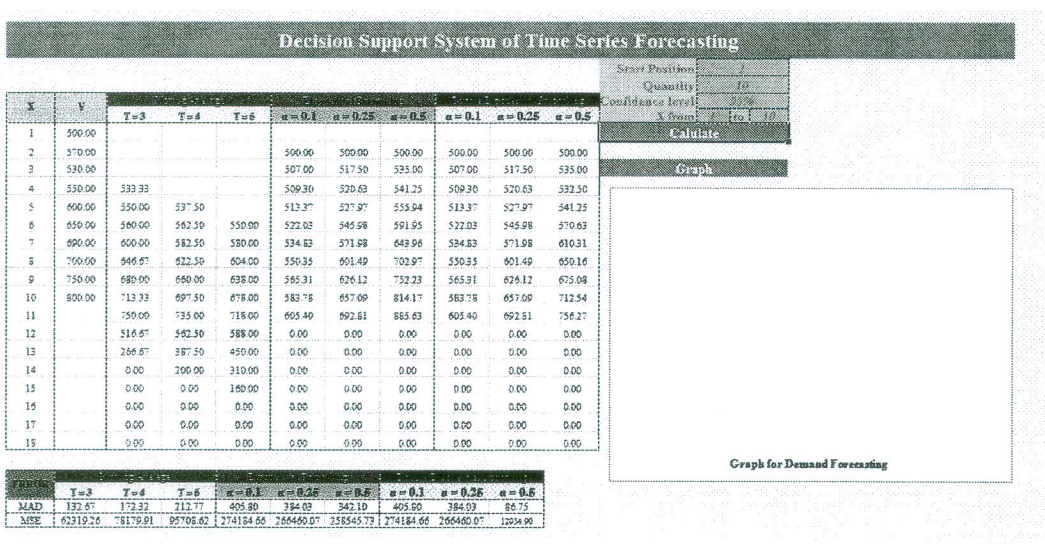 Decision Support System of Time Series Forecasting
Start Position 1
Quantity 10
Confidence level 95%
X from 1 to 10
Calulate
Graph
X Y T=3 T=4 T=5 α=0.1 α=0.25 α=0.5 α=0.1 α=0.25 α=0.5
1 500.00
2 570.00 500.00 500.00 500.00 500.00 500.00 500.00
3 530.00 507.00 517.50 535.00 507.00 517.50 535.00
4 550.00 533.33 509.30 520.63 541.25 509.30 520.63 532.50
5 600.00 550.00 537.50 513.37 527.97 555.94 513.37 527.97 541.25
6 650.00 560.00 562.50 550.00 522.03 545.98 591.95 522.03 545.98 570.63
7 690.00 600.00 582.50 580.00 534.83 571.98 643.96 534.83 571.98 610.31
8 700.00 646.67 622.50 604.00 550.35 601.49 702.97 550.35 601.49 650.16
9 750.00 680.00 660.00 638.00 565.31 626.12 752.23 565.31 626.12 675.08
10 800.00 713.33 697.50 678.00 583.78 657.09 814.17 583.78 657.09 712.54
11 750.00 735.00 718.00 605.40 692.81 885.63 605.40 692.81 756.27
12 516.67 562.50 588.00 0.00 0.00 0.00 0.00 0.00 0.00
13 266.67 387.50 450.00 0.00 0.00 0.00 0.00 0.00 0.00
14 0.00 200.00 310.00 0.00 0.00 0.00 0.00 0.00 0.00
15 0.00 0.00 160.00 0.00 0.00 0.00 0.00 0.00 0.00
16 0.00 0.00 0.00 0.00 0.00 0.00 0.00 0.00 0.00
17 0.00 0.00 0.00 0.00 0.00 0.00 0.00 0.00 0.00
18 0.00 0.00 0.00 0.00 0.00 0.00 0.00 0.00 0.00
Graph for Demand Forecasting
ERROR T=3 T=4 T=5 α=0.1 α=0.25 α=0.5 α=0.1 α=0.25 α=0.5
MAD 132.67 172.32 212.77 405.80 384.03 342.10 405.80 384.03 86.75
MSE 62319.26 78179.91 95708.62 274184.66 266460.07 258545.73 274184.66 266460.07 12934.90